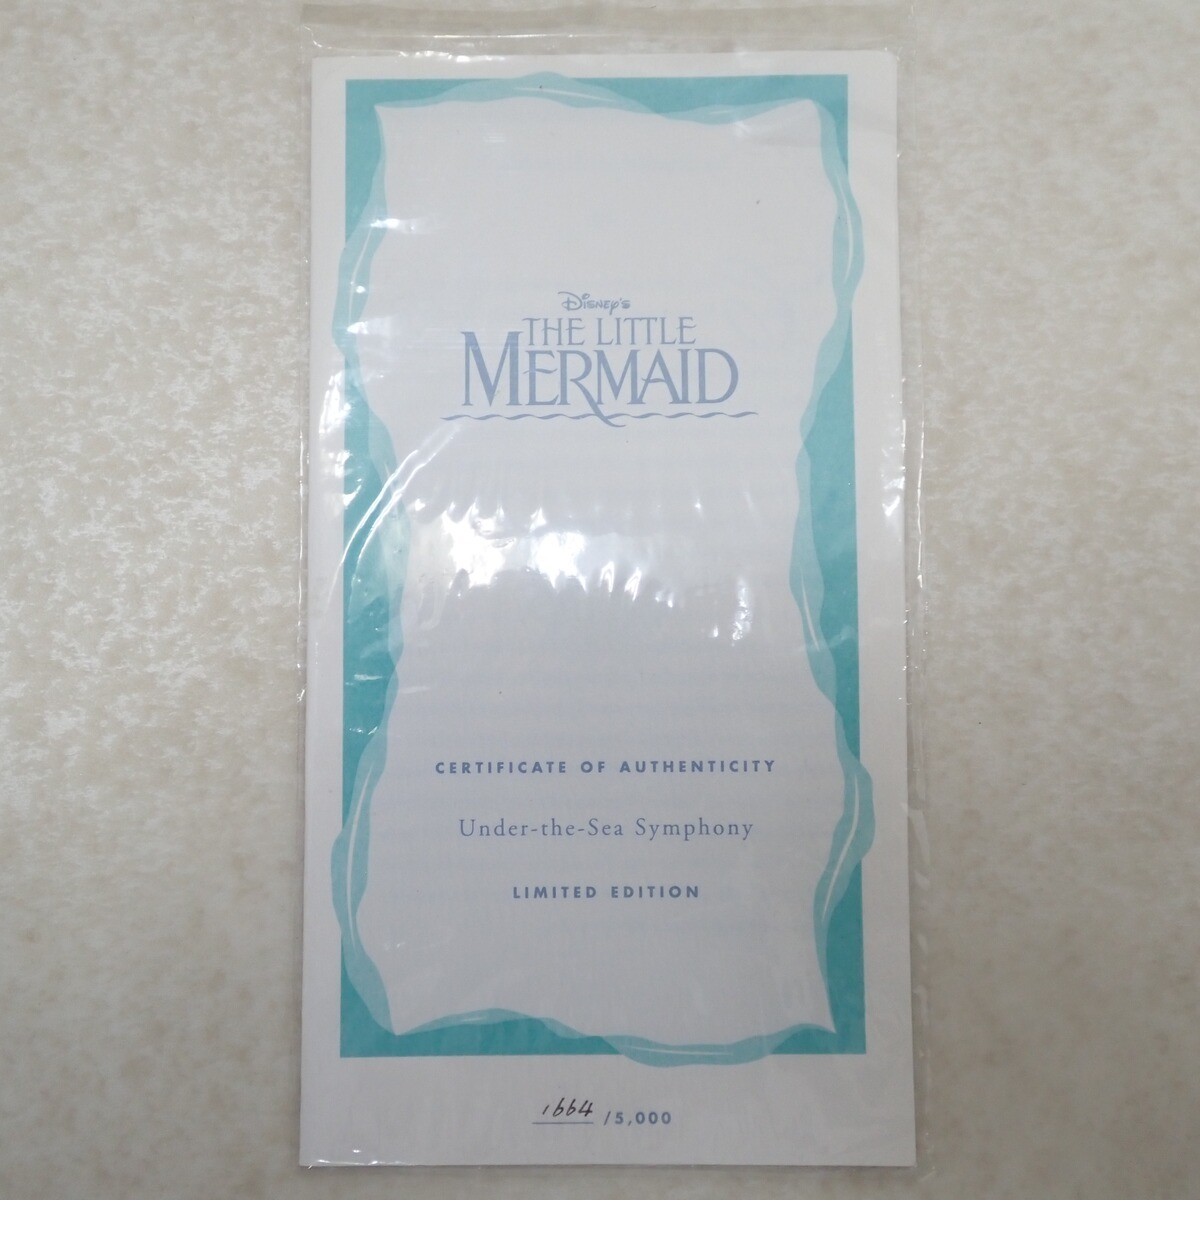 Disney's
THE LITTLE
MERMAID
CERTIFICATE OF AUTHENTICITY
Under-the-Sea Symphony
LIMITED EDITION
1664 /5,000